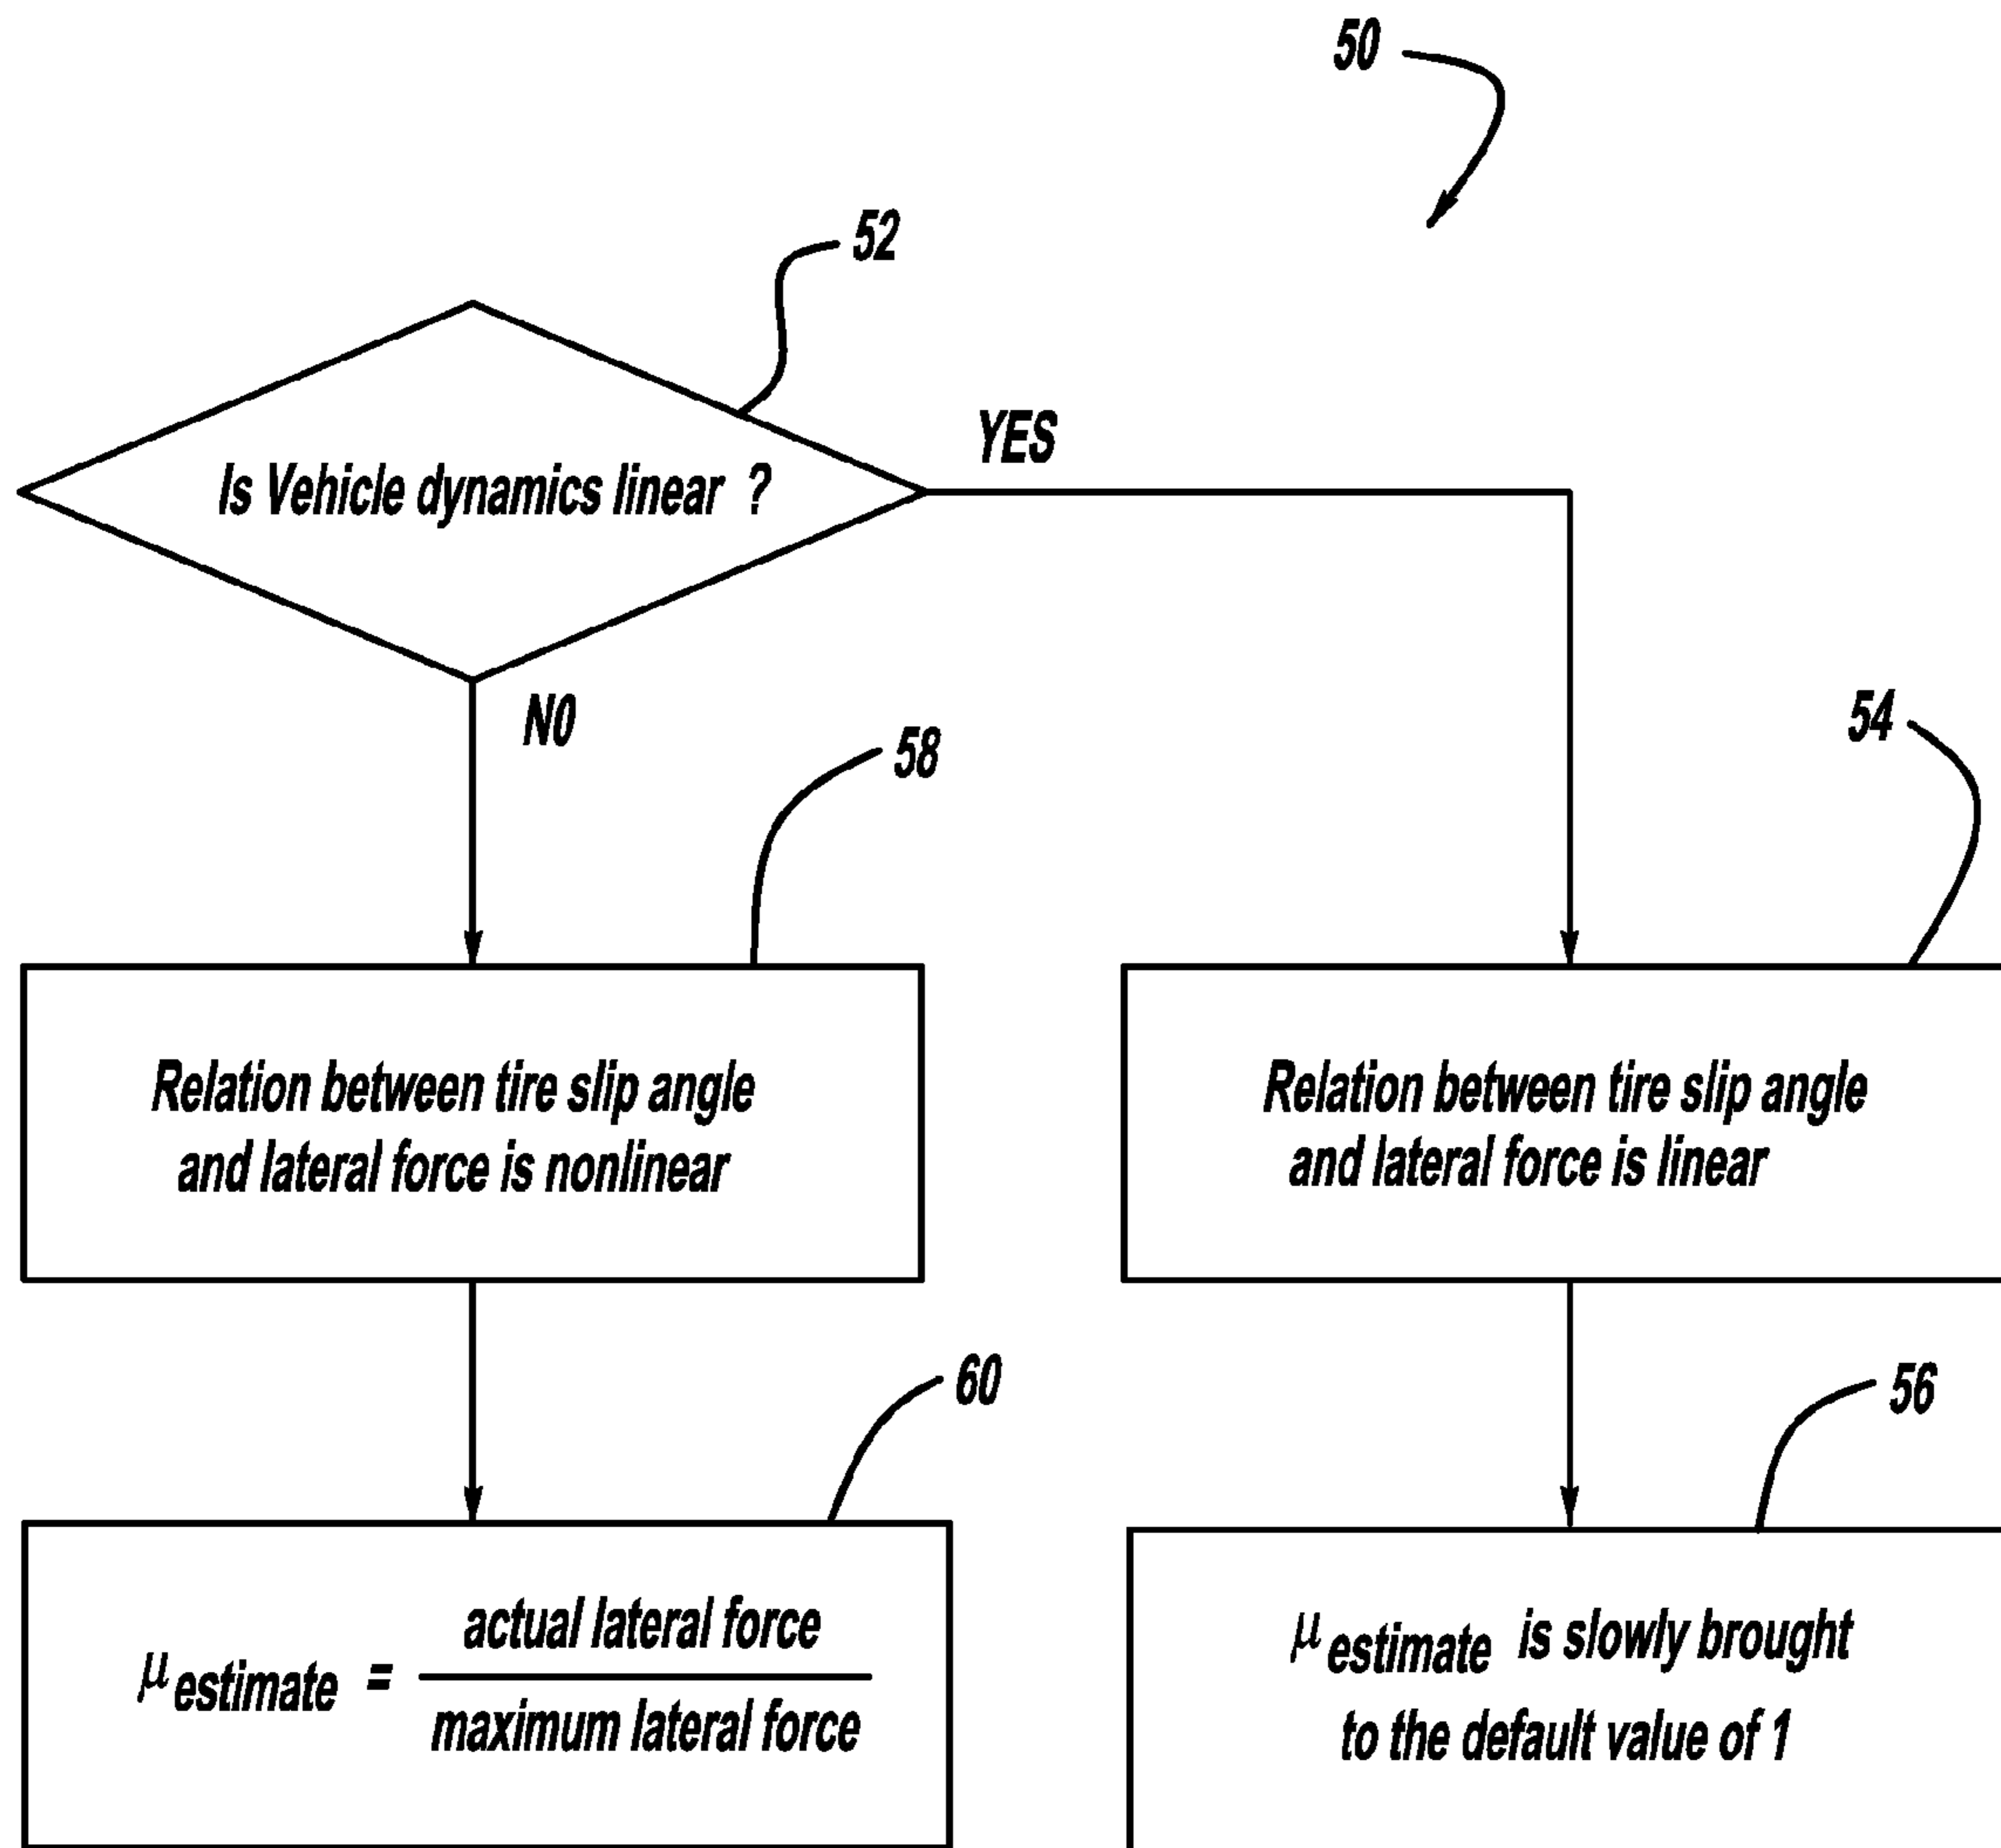 50
52
Is Vehicle dynamics linear ?
YES
NO
58
54
Relation between tire slip angle
and lateral force is nonlinear
Relation between tire slip angle
and lateral force is linear
60
56
μ estimate = actual lateral force
maximum lateral force
μ estimate is slowly brought
to the default value of 1